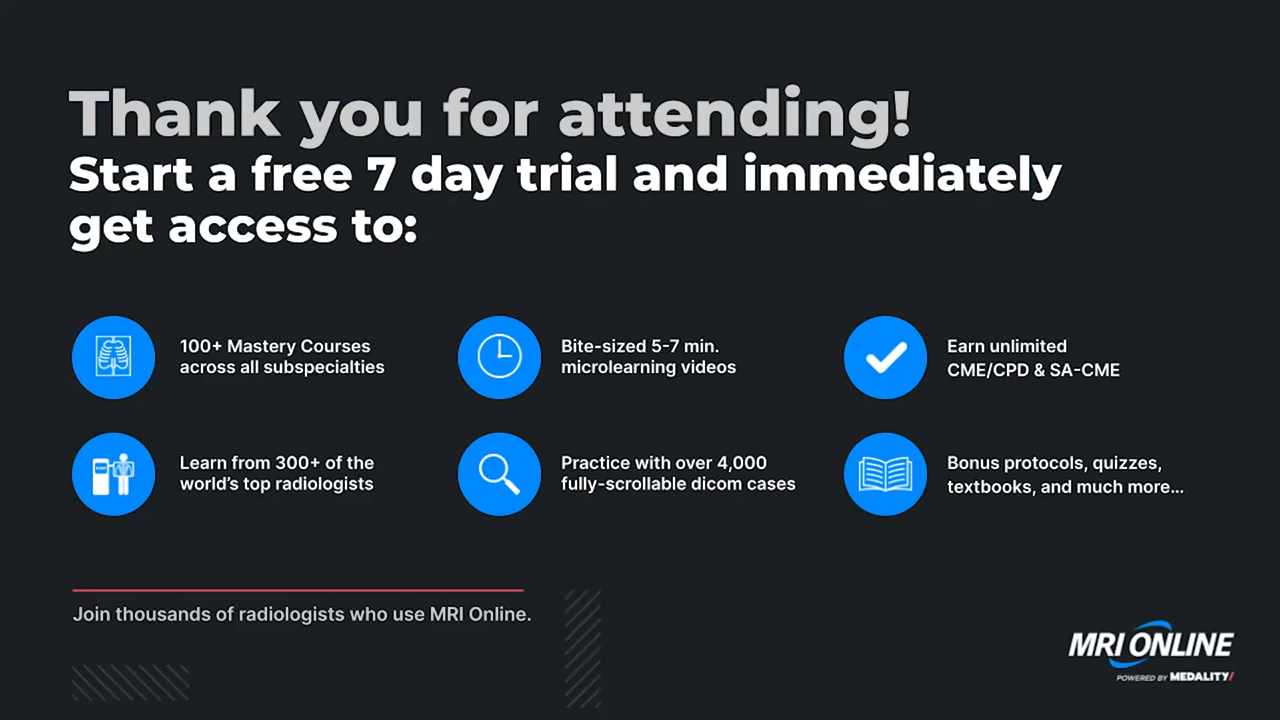 Thank you for attending!
Start a free 7 day trial and immediately
get access to:
100+ Mastery Courses
across all subspecialties
Bite-sized 5-7 min.
microlearning videos
Earn unlimited
CME/CPD & SA-CME
Learn from 300+ of the
world's top radiologists
Practice with over 4,000
fully-scrollable dicom cases
Bonus protocols, quizzes,
textbooks, and much more...
Join thousands of radiologists who use MRI Online.
MRI ONLINE
POWERED BY MEDALITY/